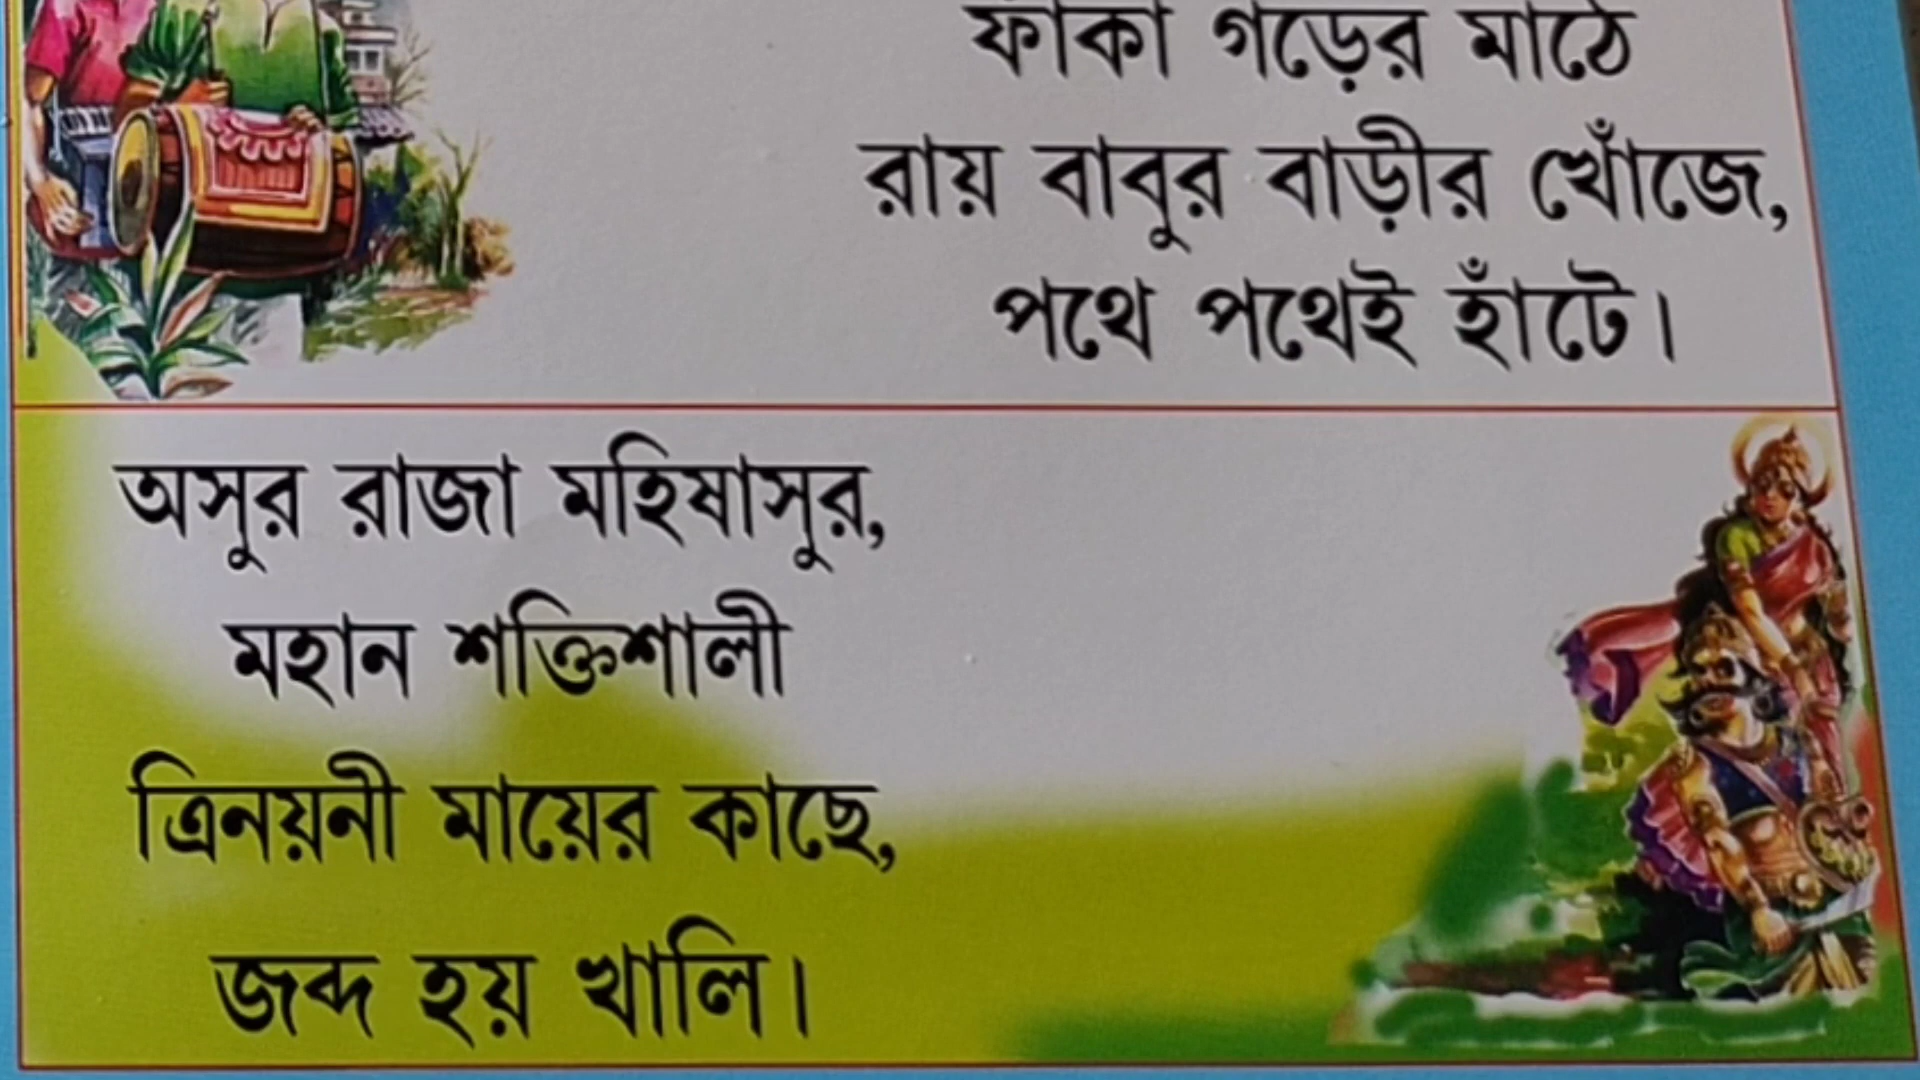 ফাঁকা গড়ের মাঠে
রায় বাবুর বাড়ীর খোঁজে,
পথে পথেই হাঁটে।
অসুর রাজা মহিষাসুর,
মহান শক্তিশালী
ত্রিনয়নী মায়ের কাছে,
জব্দ হয় খালি।